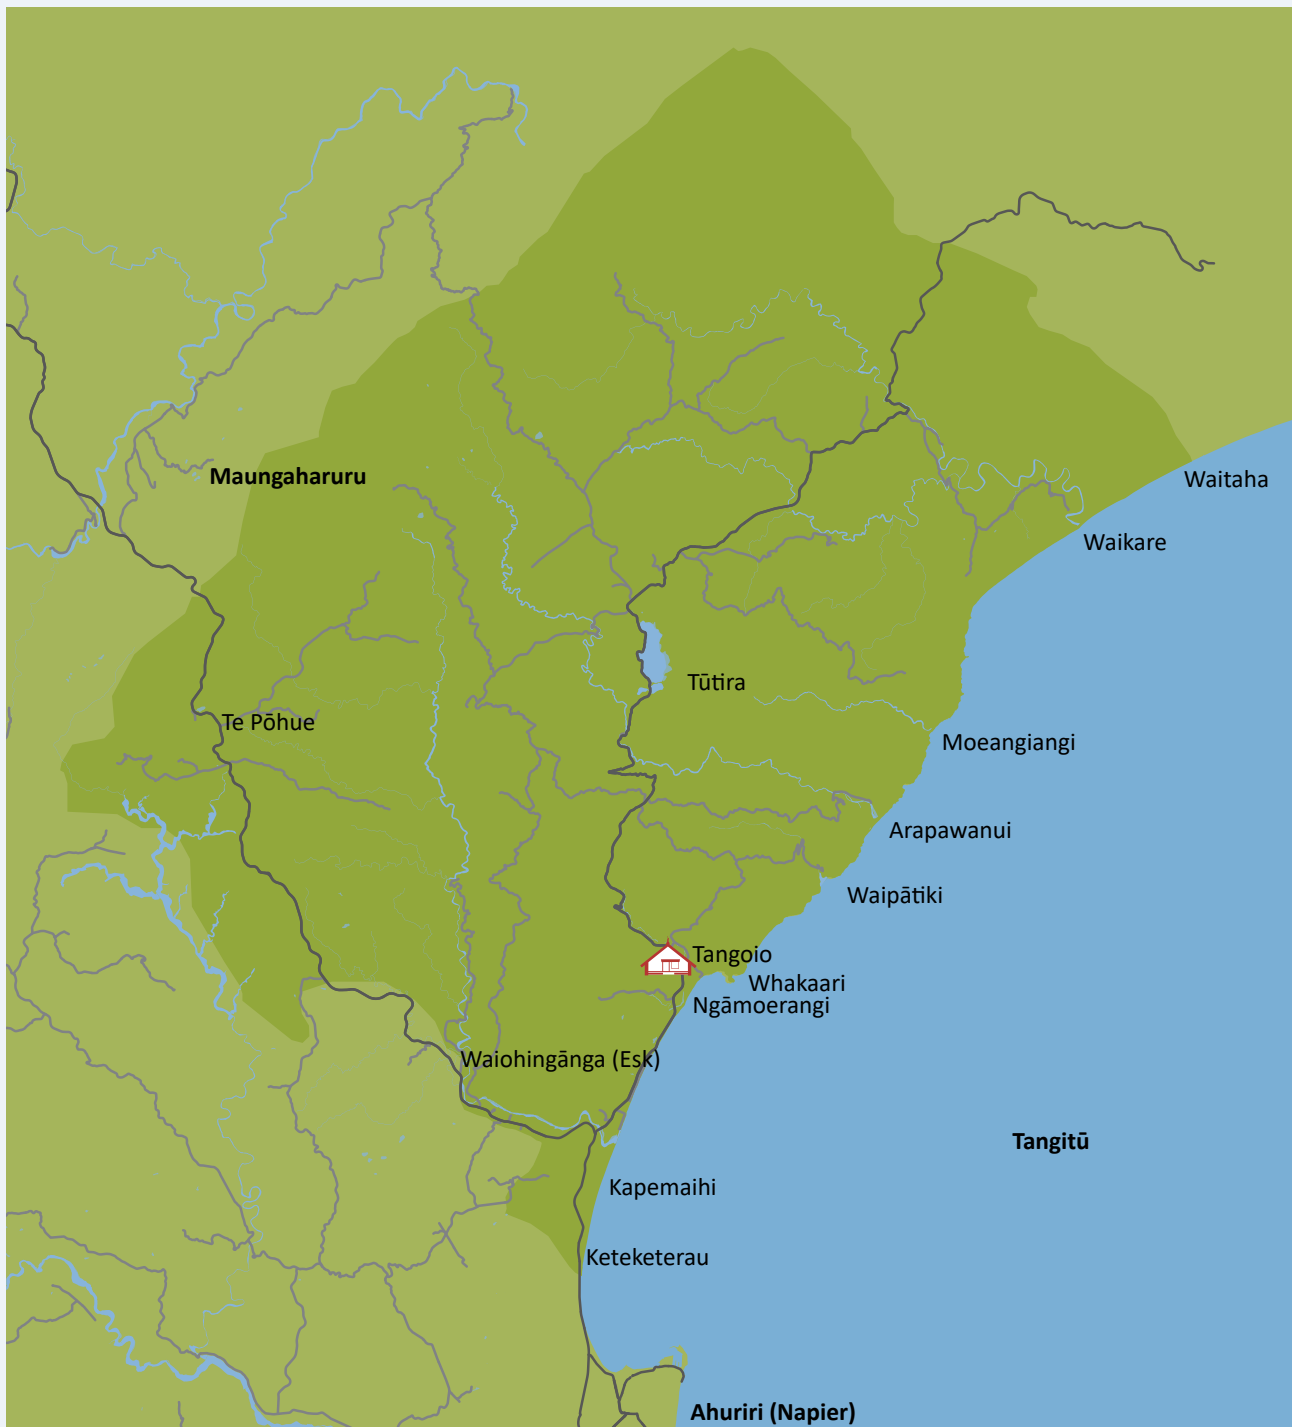 Maungaharuru
Waitaha
Waikare
Tūtira
Te Pōhue
Moeangiangi
Arapawanui
Waipātiki
Tangoio
Whakaari
Ngāmoerangi
Waiohingānga (Esk)
Tangitū
Kapemaihi
Keteketerau
Ahuriri (Napier)